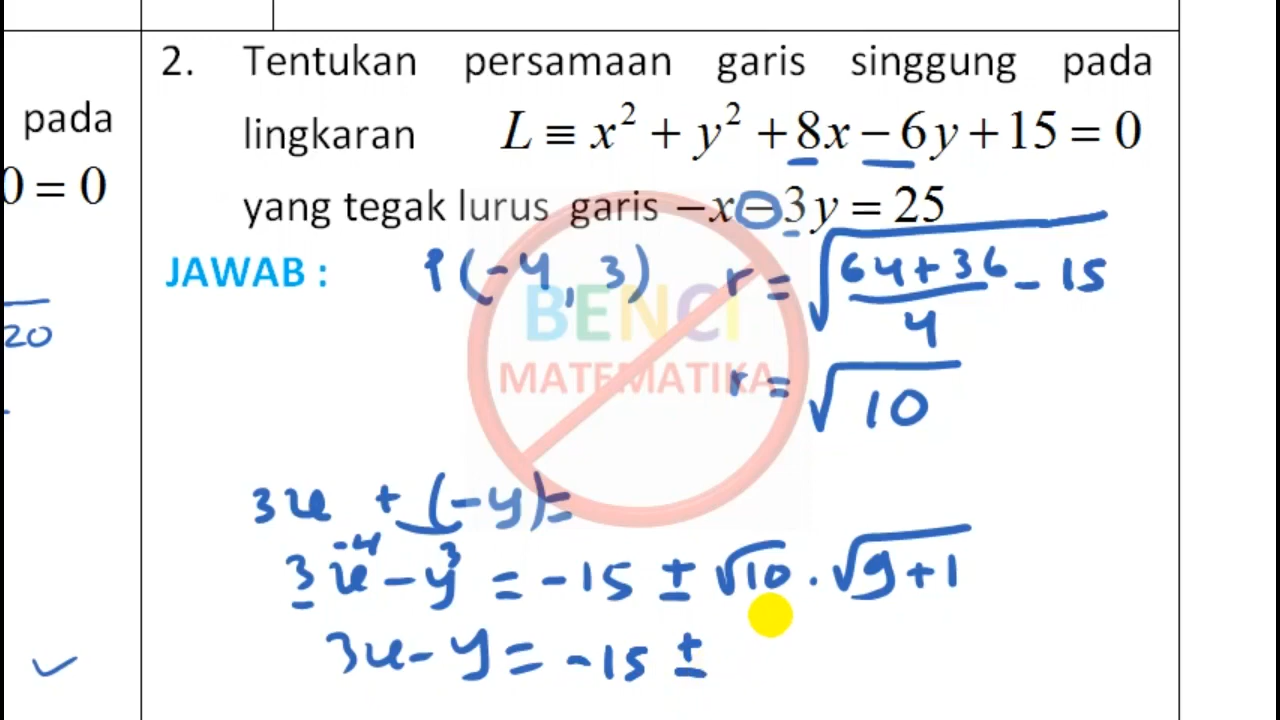 pada
0 = 0
20
2. Tentukan persamaan garis singgung pada
lingkaran L ≡ x² + y² + 8x − 6y + 15 = 0
yang tegak lurus garis −x − 3y = 25
JAWAB : P(-4, 3) r = √((64+36)/4 - 15)
BENCI
MATEMATIKA
r = √10
3x + (-y) =
-4 3
3x - y = -15 ± √10 . √9+1
3x - y = -15 ±